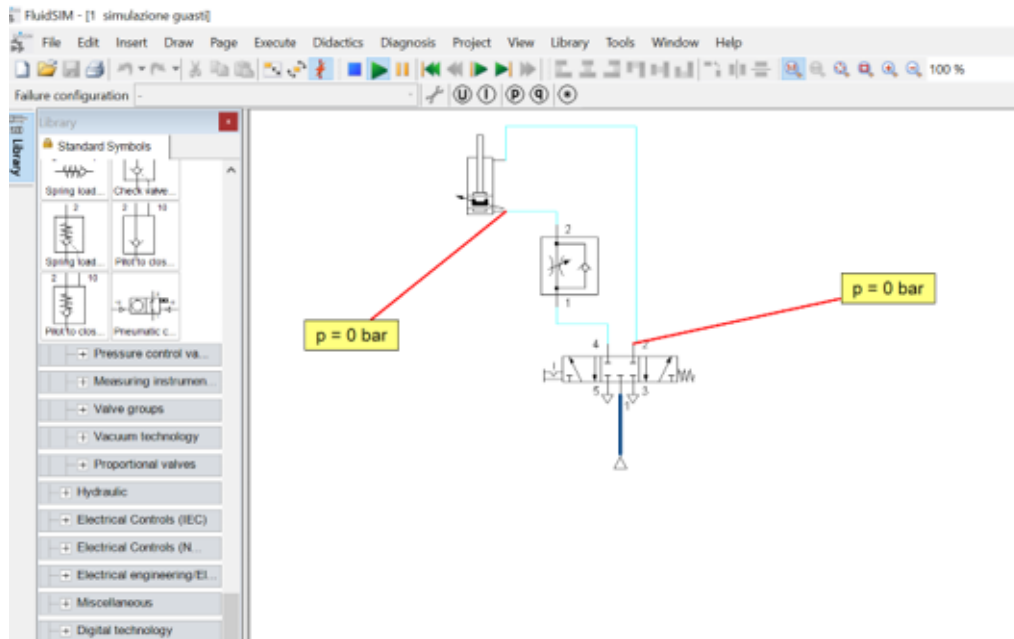 FluidSIM - [1 simulazione guasti]
File Edit Insert Draw Page Execute Didactics Diagnosis Project View Library Tools Window Help
100 %
Failure configuration -
U I p q
Library
Library
Standard Symbols
Spring load... Check valve...
2 2 10
Spring load... Pilot to clos...
2 10
Pilot to clos... Pneumatic c...
Pressure control va...
Measuring instrumen...
Valve groups
Vacuum technology
Proportional valves
Hydraulic
Electrical Controls (IEC)
Electrical Controls (N...
Electrical engineering/El...
Miscellaneous
Digital technology
2
1
p = 0 bar
p = 0 bar
4 2
5 1 3